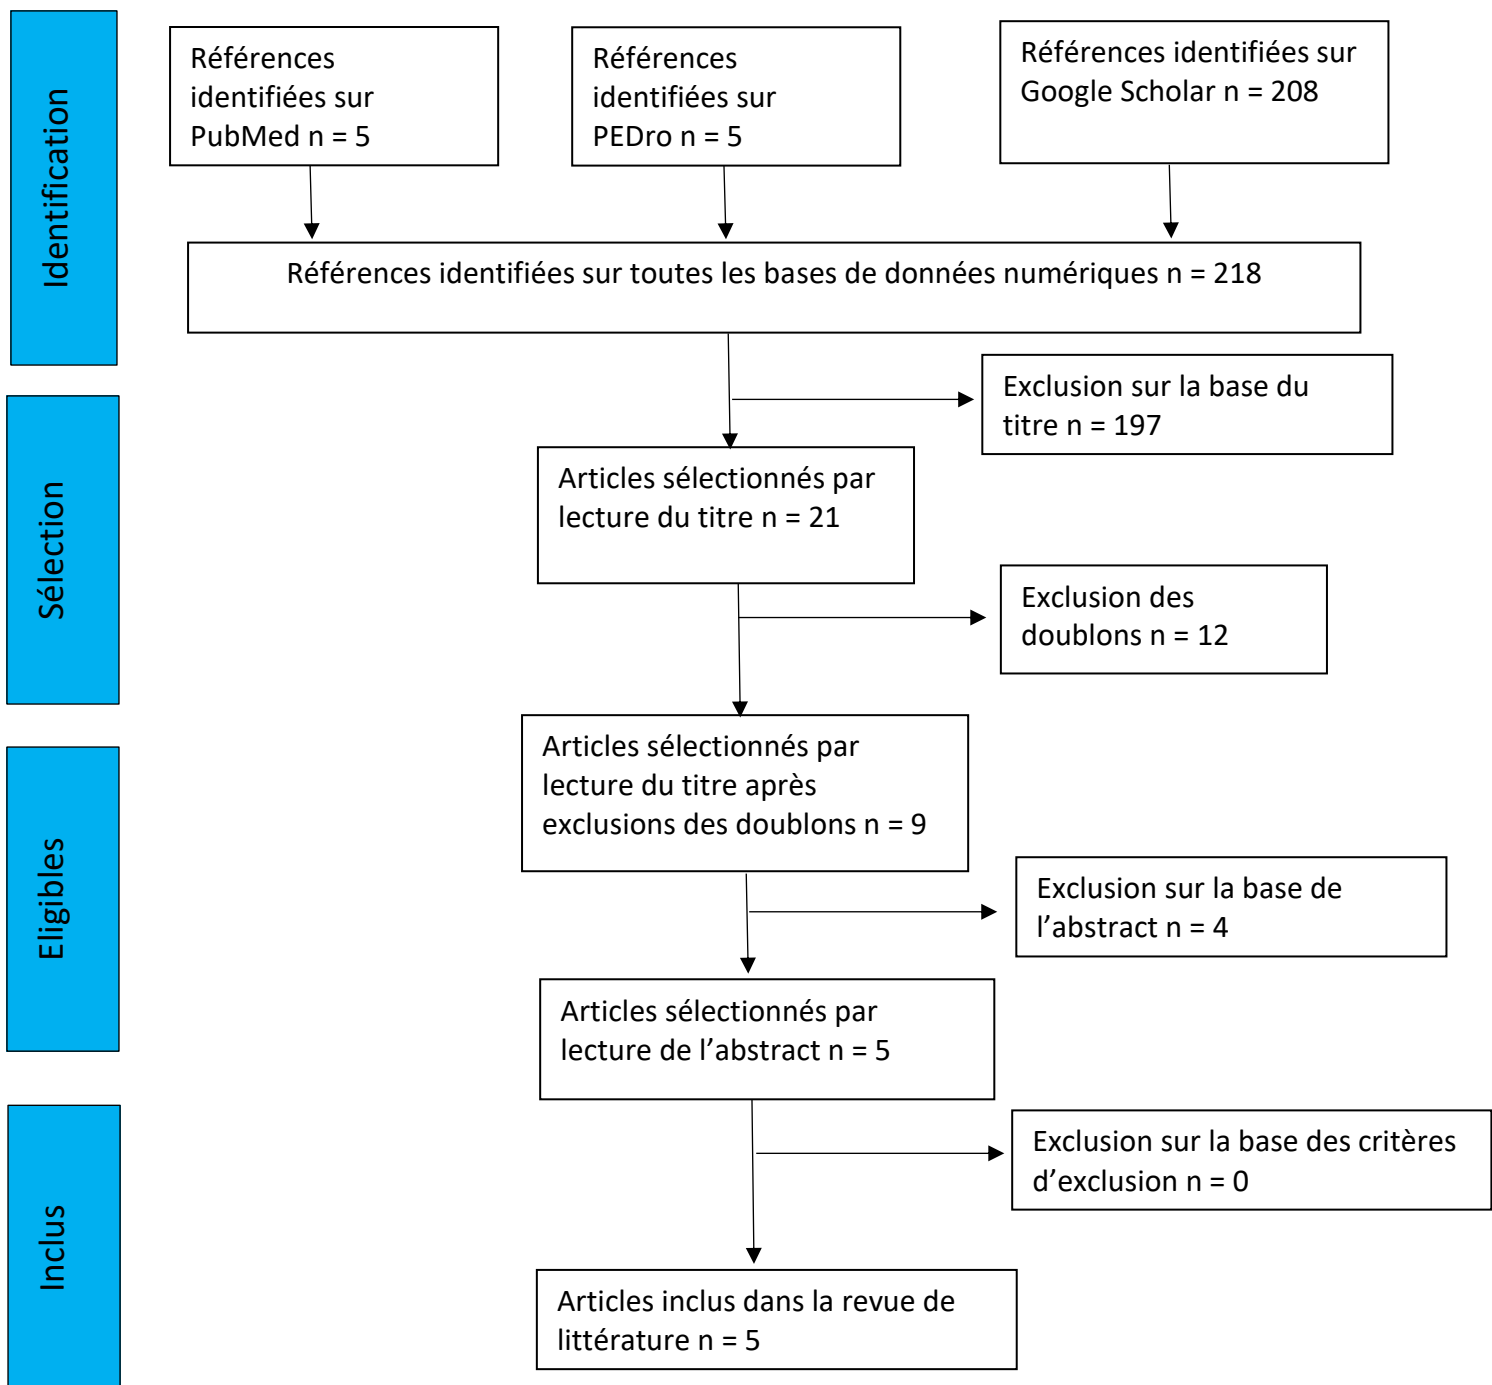 Identification
Références
identifiées sur
PubMed n = 5
Références
identifiées sur
PEDro n = 5
Références identifiées sur
Google Scholar n = 208
Références identifiées sur toutes les bases de données numériques n = 218
Exclusion sur la base du
titre n = 197
Sélection
Articles sélectionnés par
lecture du titre n = 21
Exclusion des
doublons n = 12
Articles sélectionnés par
lecture du titre après
exclusions des doublons n = 9
Eligibles
Exclusion sur la base de
l’abstract n = 4
Articles sélectionnés par
lecture de l’abstract n = 5
Inclus
Exclusion sur la base des critères
d’exclusion n = 0
Articles inclus dans la revue de
littérature n = 5